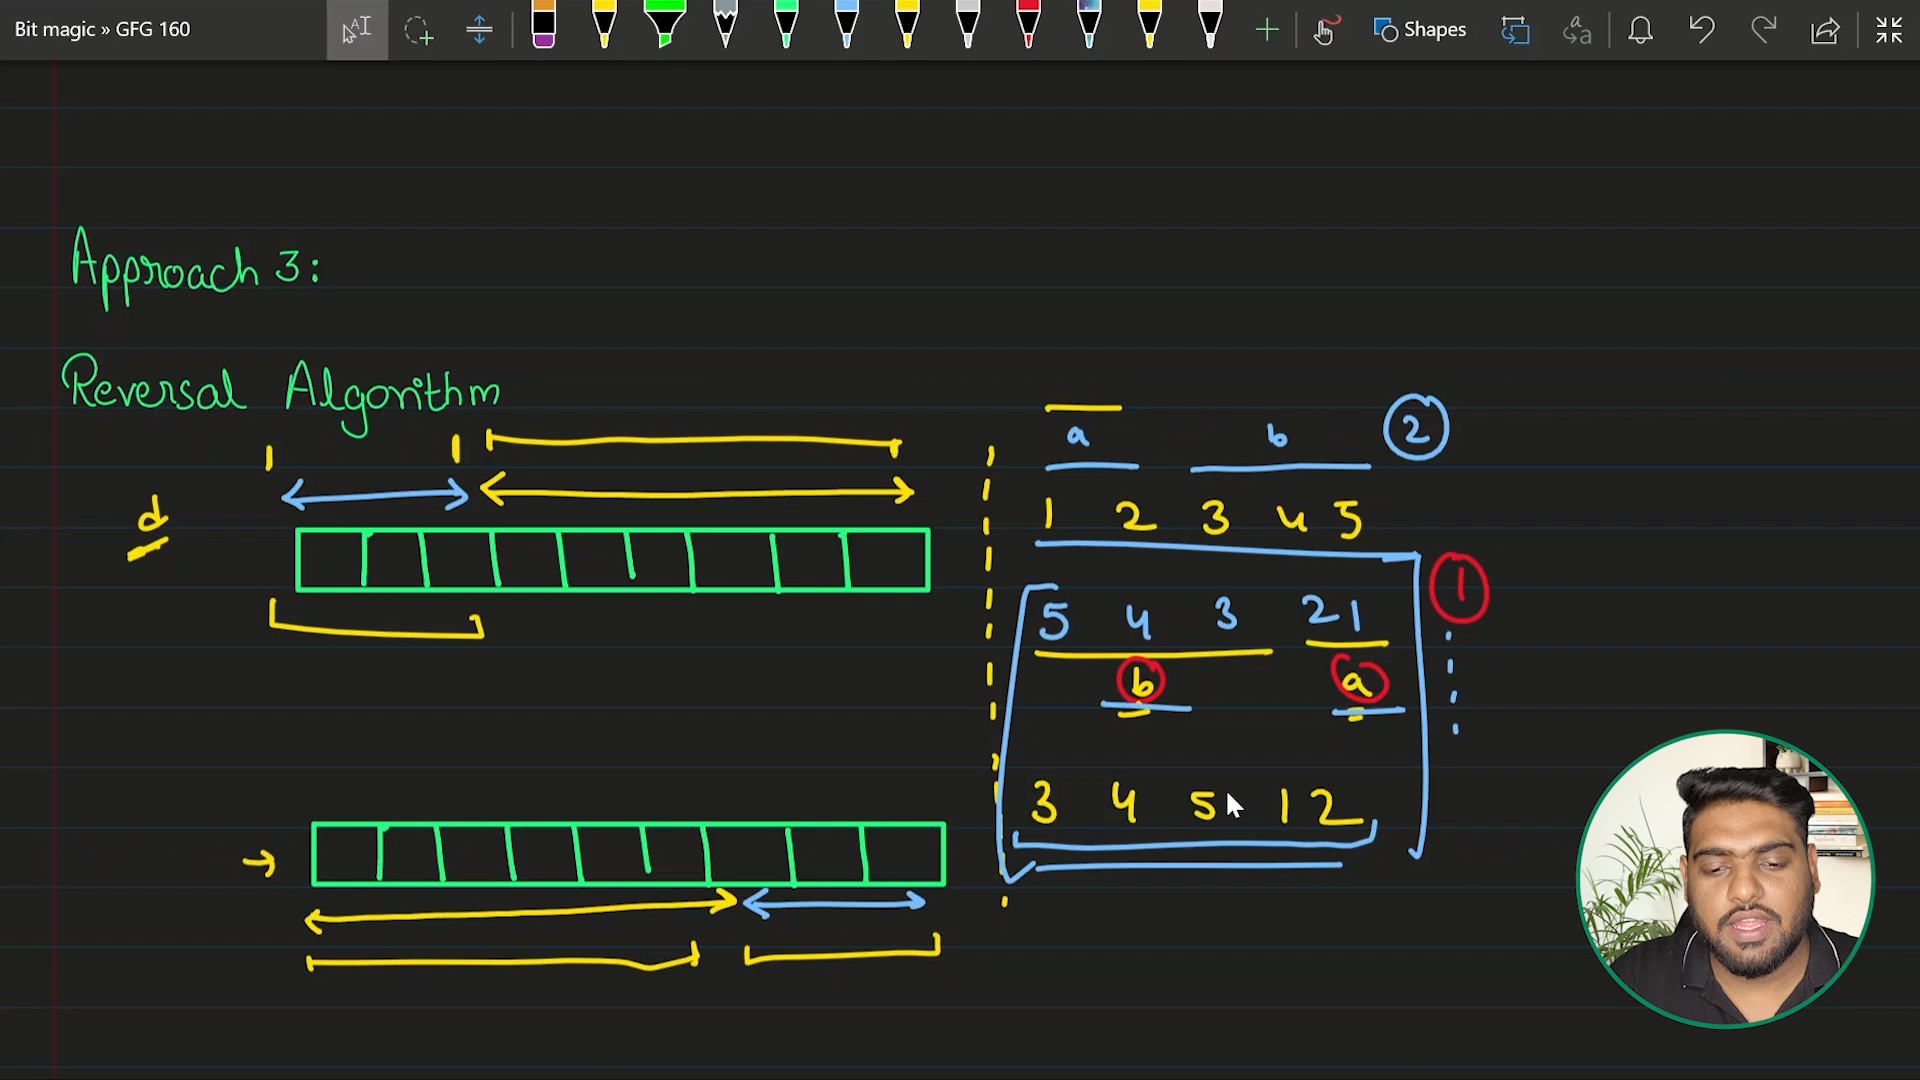 Bit magic » GFG 160
Shapes
Approach 3:
Reversal Algorithm
d
a b 2
1 2 3 4 5
1
5 4 3 2 1
b a
3 4 5 1 2